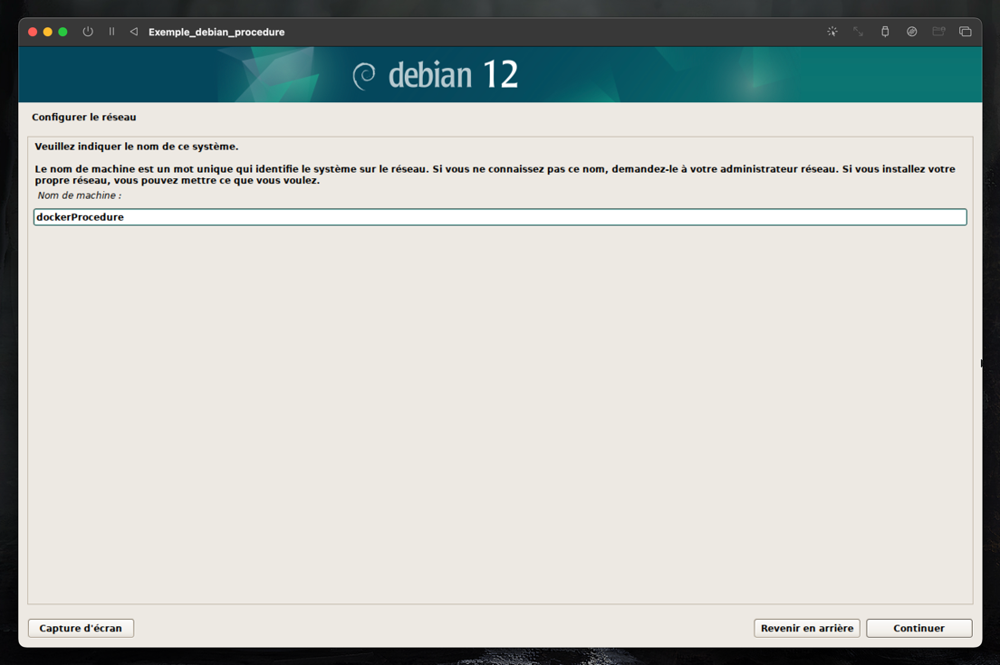 Exemple_debian_procedure
debian 12
Configurer le réseau
Veuillez indiquer le nom de ce système.
Le nom de machine est un mot unique qui identifie le système sur le réseau. Si vous ne connaissez pas ce nom, demandez-le à votre administrateur réseau. Si vous installez votre
propre réseau, vous pouvez mettre ce que vous voulez.
Nom de machine :
dockerProcedure
Capture d'écran
Revenir en arrière
Continuer